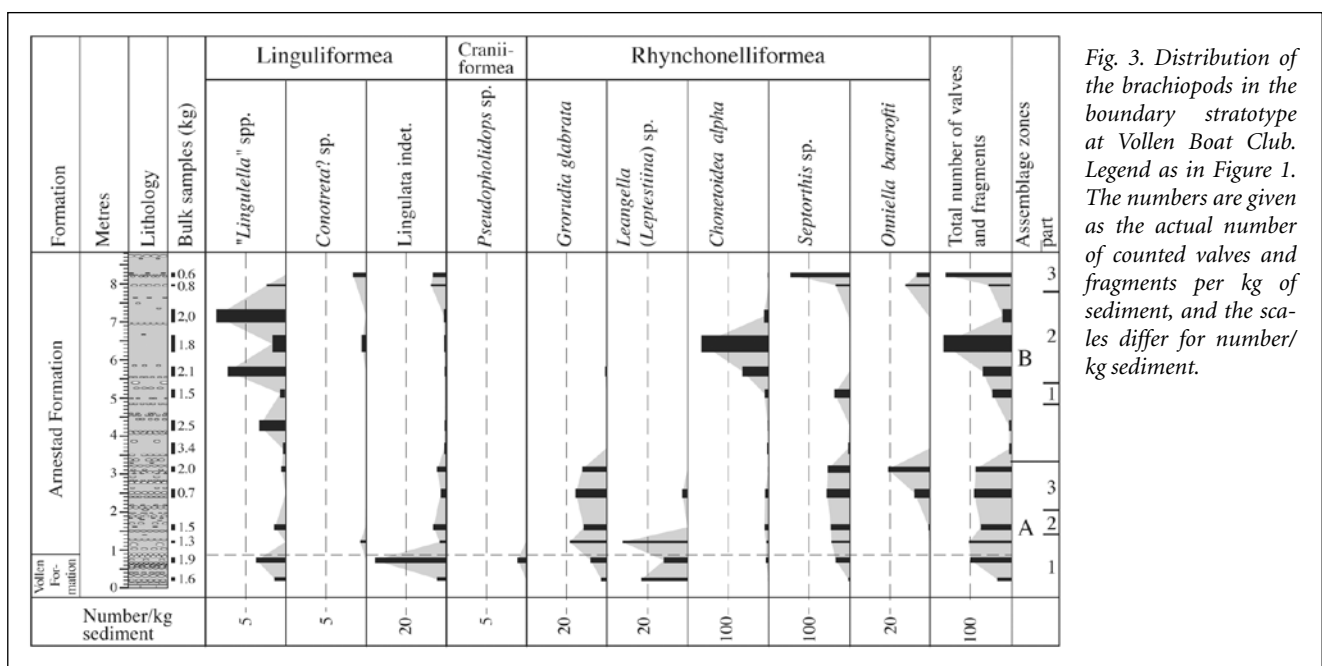 Linguliformea
Cranii-
formea
Rhynchonelliformea
Formation
Metres
Lithology
Bulk samples (kg)
"Lingulella" spp.
Conotreta? sp.
Lingulata indet.
Pseudopholidops sp.
Grorudia glabrata
Leangella
(Leptestiina) sp.
Chonetoidea alpha
Septorthis sp.
Onniella bancrofii
Total number of valves
and fragments
Assemblage zones
part
Arnestad Formation
Vollen
For-
mation
8
7
6
5
4
3
2
1
0
0.6
0.8
2.0
1.8
2.1
1.5
2.5
3.4
2.0
0.7
1.5
1.3
1.9
1.6
3
2
B
1
3
A
2
1
Number/kg
sediment
5
5
20
5
20
20
100
100
20
100
Fig. 3. Distribution of
the brachiopods in the
boundary stratotype
at Vollen Boat Club.
Legend as in Figure 1.
The numbers are given
as the actual number
of counted valves and
fragments per kg of
sediment, and the sca-
les differ for number/
kg sediment.